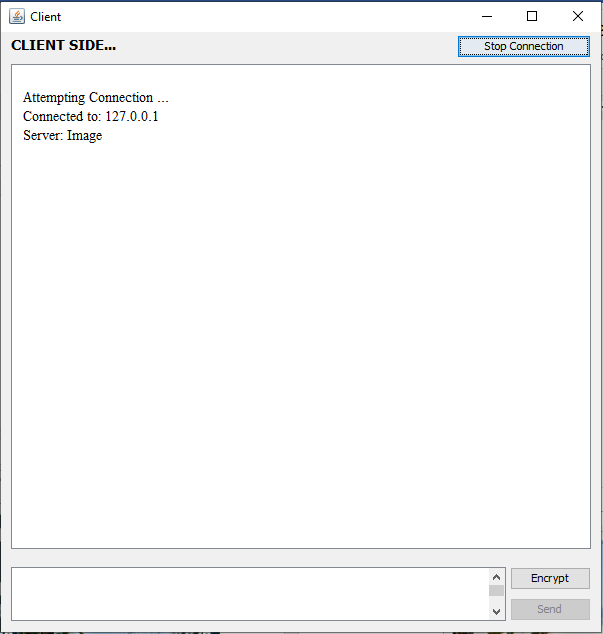 Client
CLIENT SIDE...
Stop Connection
Attempting Connection ...
Connected to: 127.0.0.1
Server: Image
Encrypt
Send